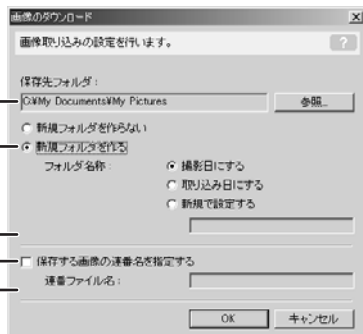 画像のダウンロード
画像取り込みの設定を行います。
?
保存先フォルダ：
C:¥My Documents¥My Pictures
参照...
新規フォルダを作らない
新規フォルダを作る
フォルダ名称：
撮影日にする
取り込み日にする
新規で設定する
保存する画像の連番名を指定する
連番ファイル名：
OK
キャンセル